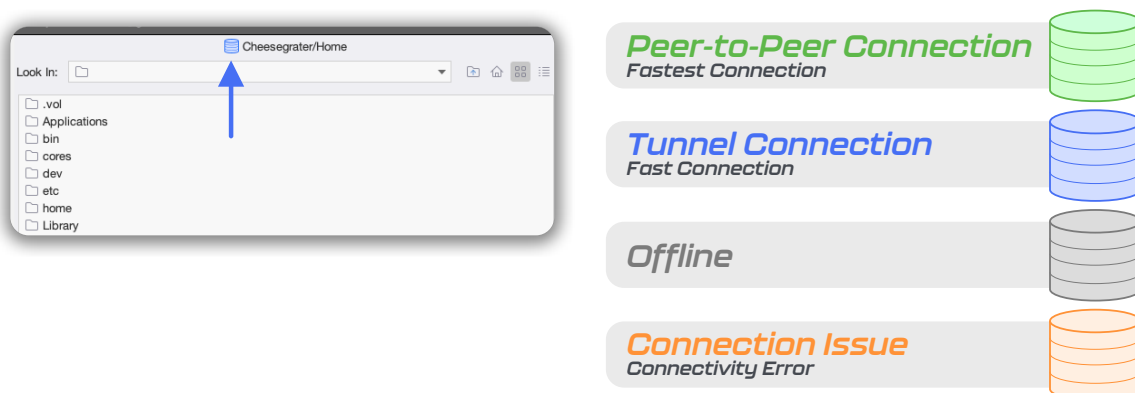 Cheesegrater/Home
Look In:
.vol
Applications
bin
cores
dev
etc
home
Library
Peer-to-Peer Connection
Fastest Connection
Tunnel Connection
Fast Connection
Offline
Connection Issue
Connectivity Error